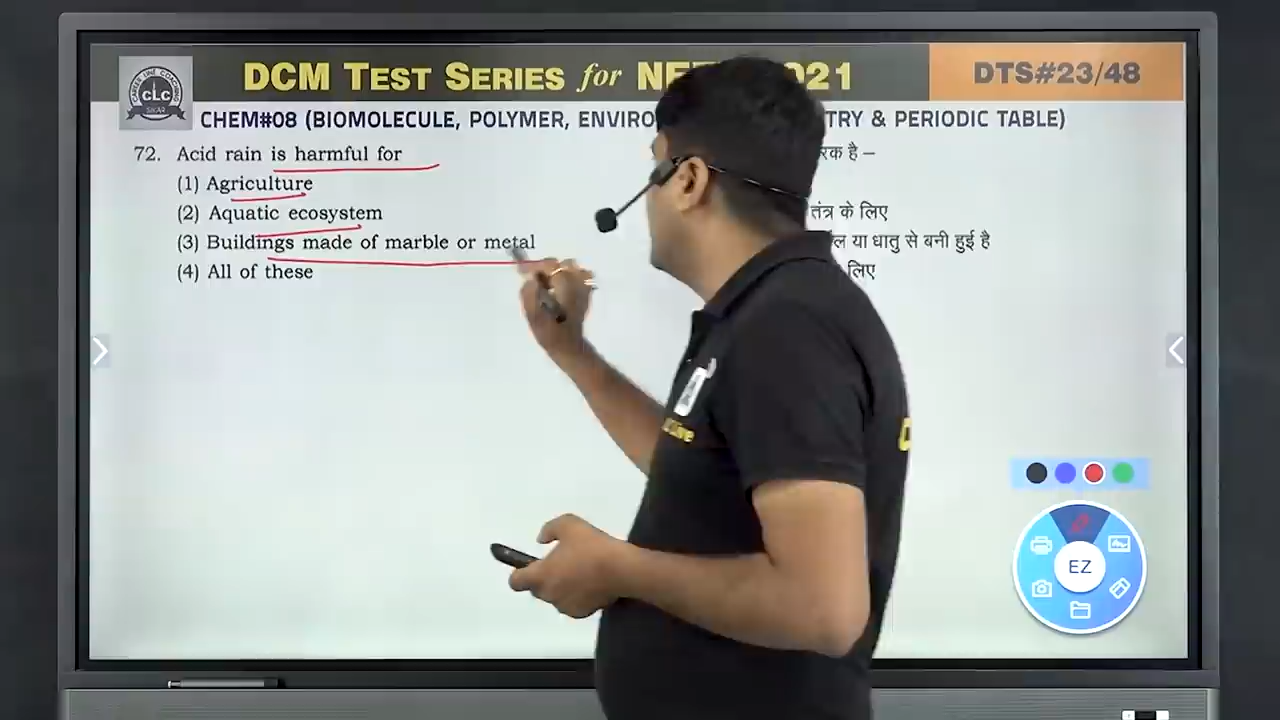 DCM TEST SERIES for 021
DTS#23/48
CLC
SIKAR
CHEM#08 (BIOMOLECULE, POLYMER, ENVIRO TRY & PERIODIC TABLE)
72. Acid rain is harmful for
(1) Agriculture
(2) Aquatic ecosystem
(3) Buildings made of marble or metal
(4) All of these
है –
तंत्र के लिए
या धातु से बनी हुई है
लिए
EZ